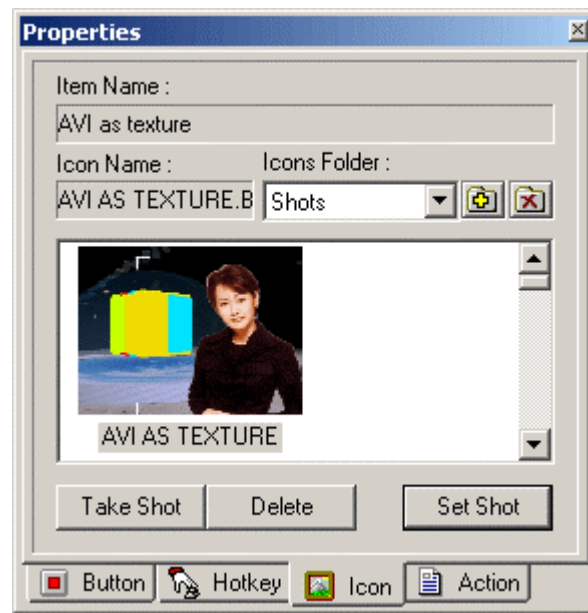 Properties
Item Name :
AVI as texture
Icon Name : Icons Folder :
AVI AS TEXTURE.B Shots
AVI AS TEXTURE
Take Shot Delete Set Shot
Button Hotkey Icon Action